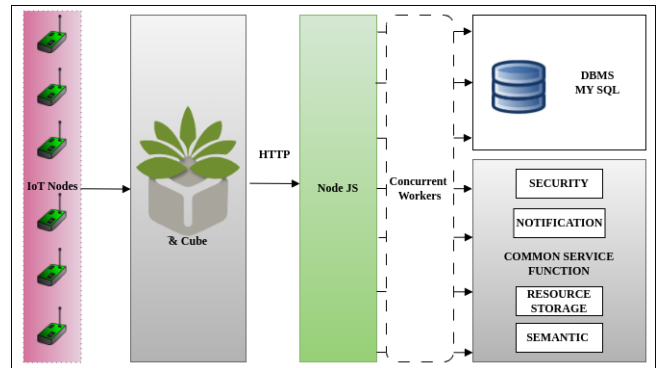 IoT Nodes
& Cube
HTTP
Node JS
Concurrent
Workers
DBMS
MY SQL
SECURITY
NOTIFICATION
COMMON SERVICE
FUNCTION
RESOURCE
STORAGE
SEMANTIC